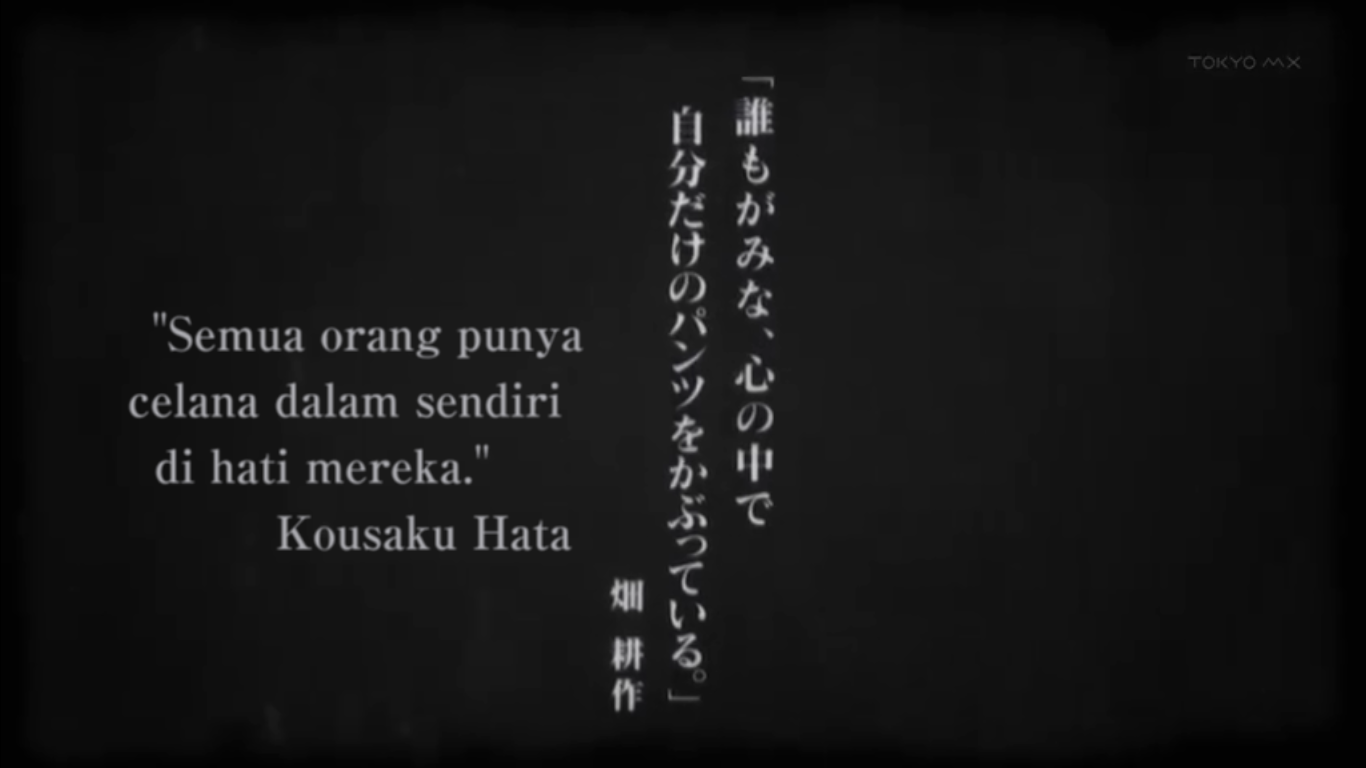 「誰もがみな、心の中で
自分だけのパンツをかぶっている。」
畑 耕作
"Semua orang punya
celana dalam sendiri
di hati mereka."
Kousaku Hata
TOKYO MX